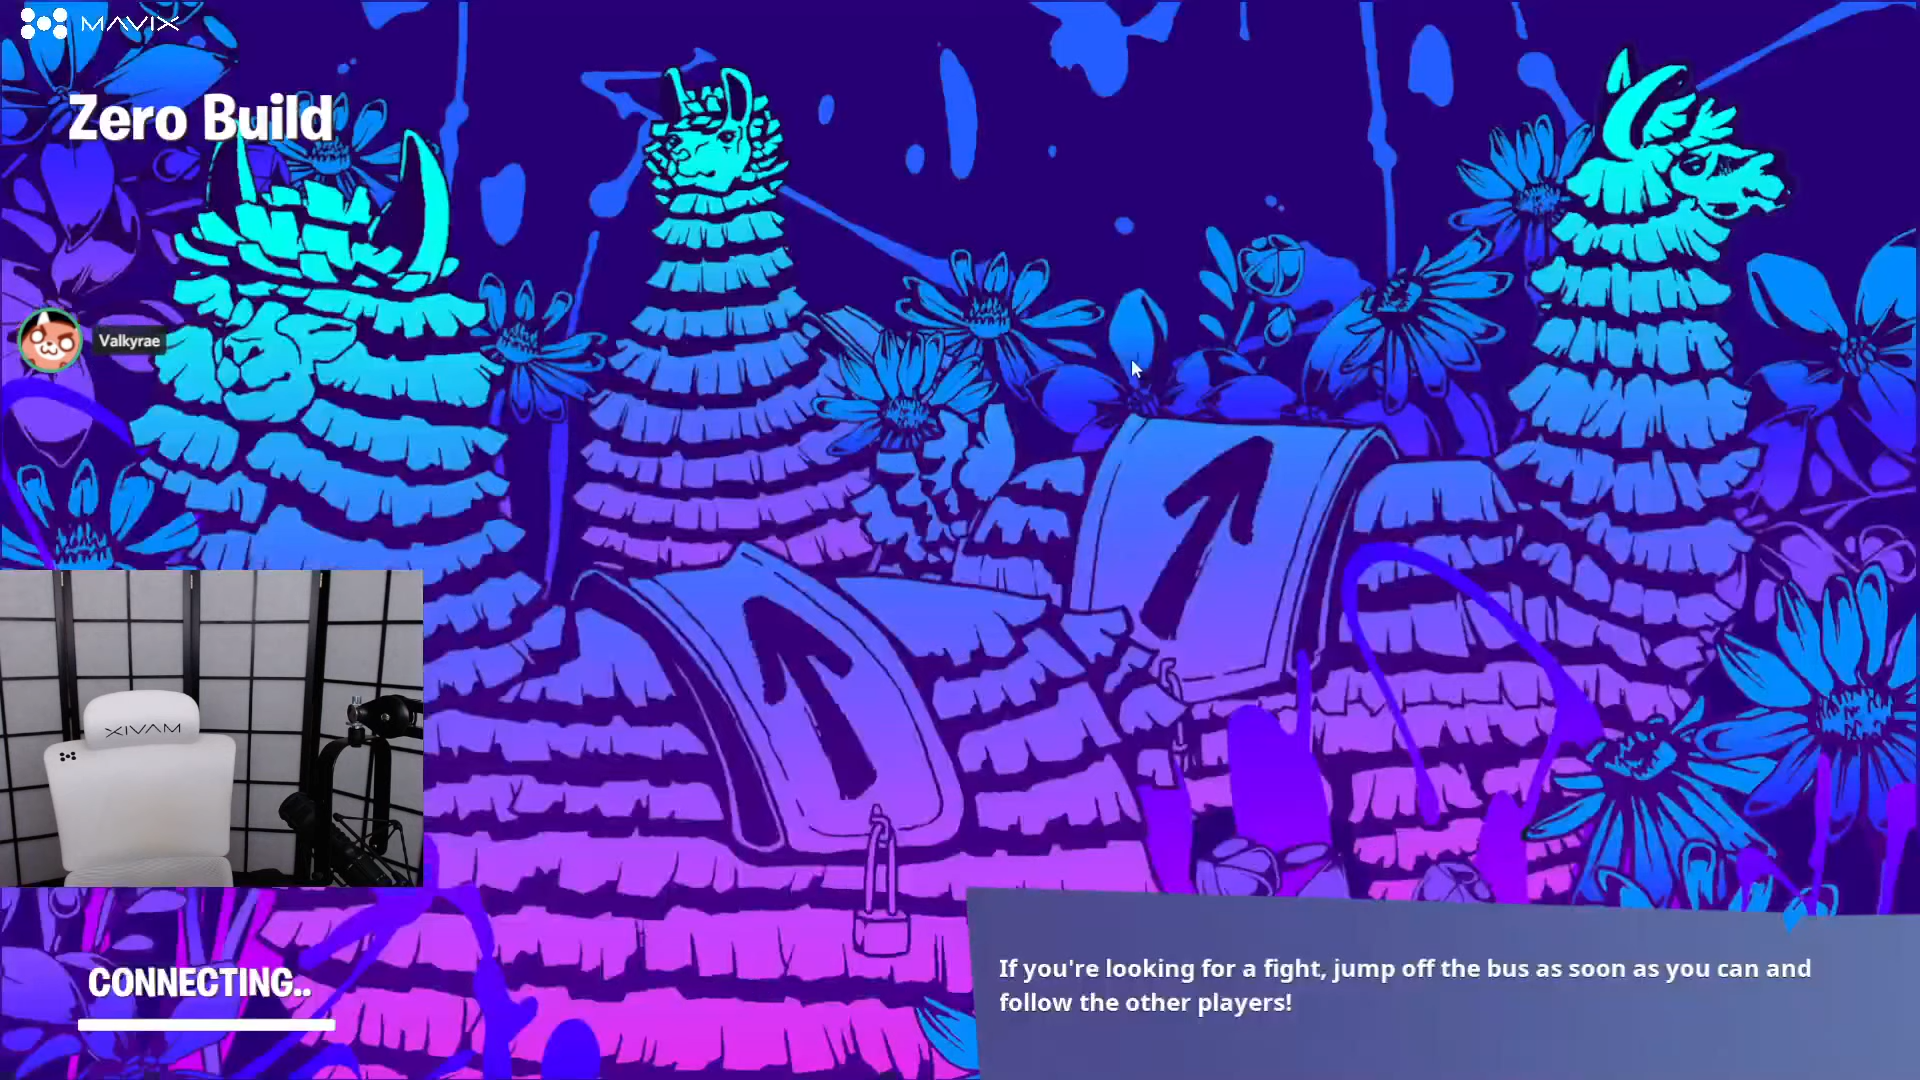 MAVIX
Zero Build
Valkyrae
XIVAM
CONNECTING..
If you're looking for a fight, jump off the bus as soon as you can and
follow the other players!